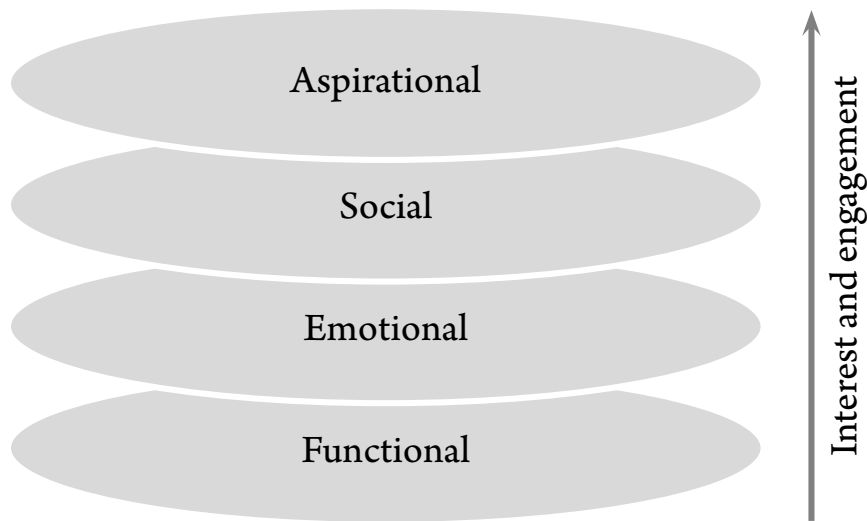 Aspirational
Social
Emotional
Functional
Interest and engagement